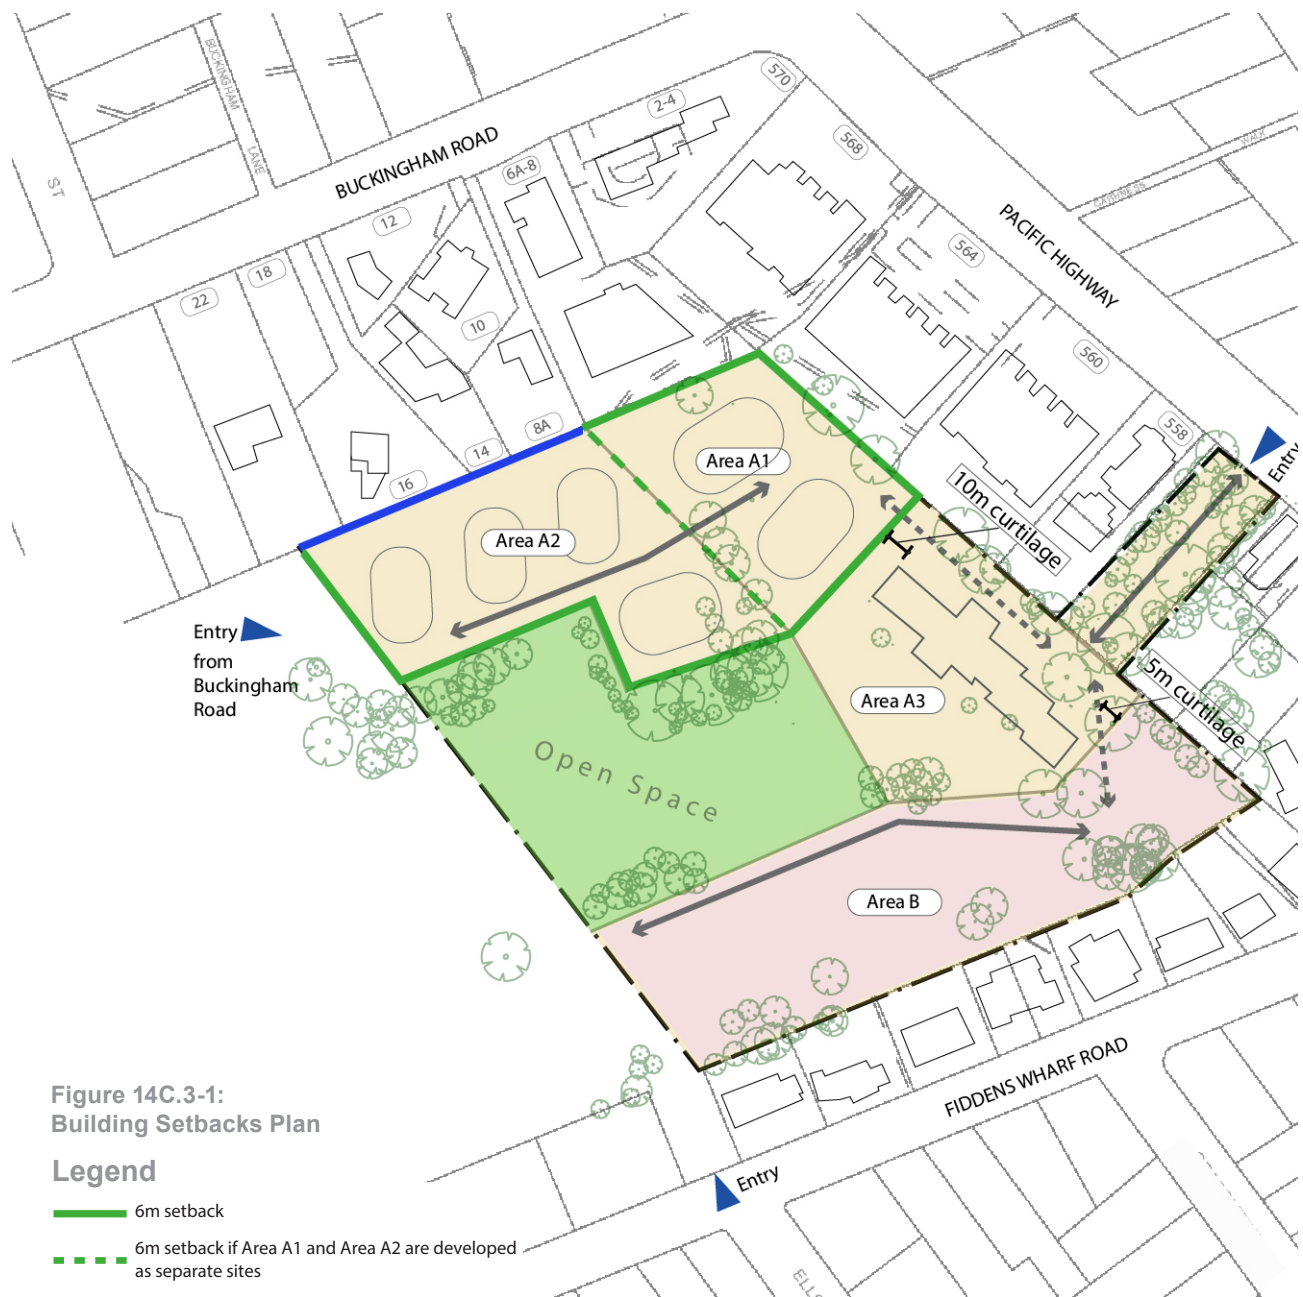 BUCKINGHAM
LANE
ST
BUCKINGHAM ROAD
2-4
570
568
6A-8
12
18
22
10
564
PACIFIC HIGHWAY
CAITHNESS
WALK
560
558
Entry
8A
14
16
Area A1
Area A2
10m curtilage
Entry
from
Buckingham
Road
5m curtilage
Area A3
Open Space
Area B
FIDDENS WHARF ROAD
Entry
Figure 14C.3-1:
Building Setbacks Plan
Legend
6m setback
6m setback if Area A1 and Area A2 are developed
as separate sites